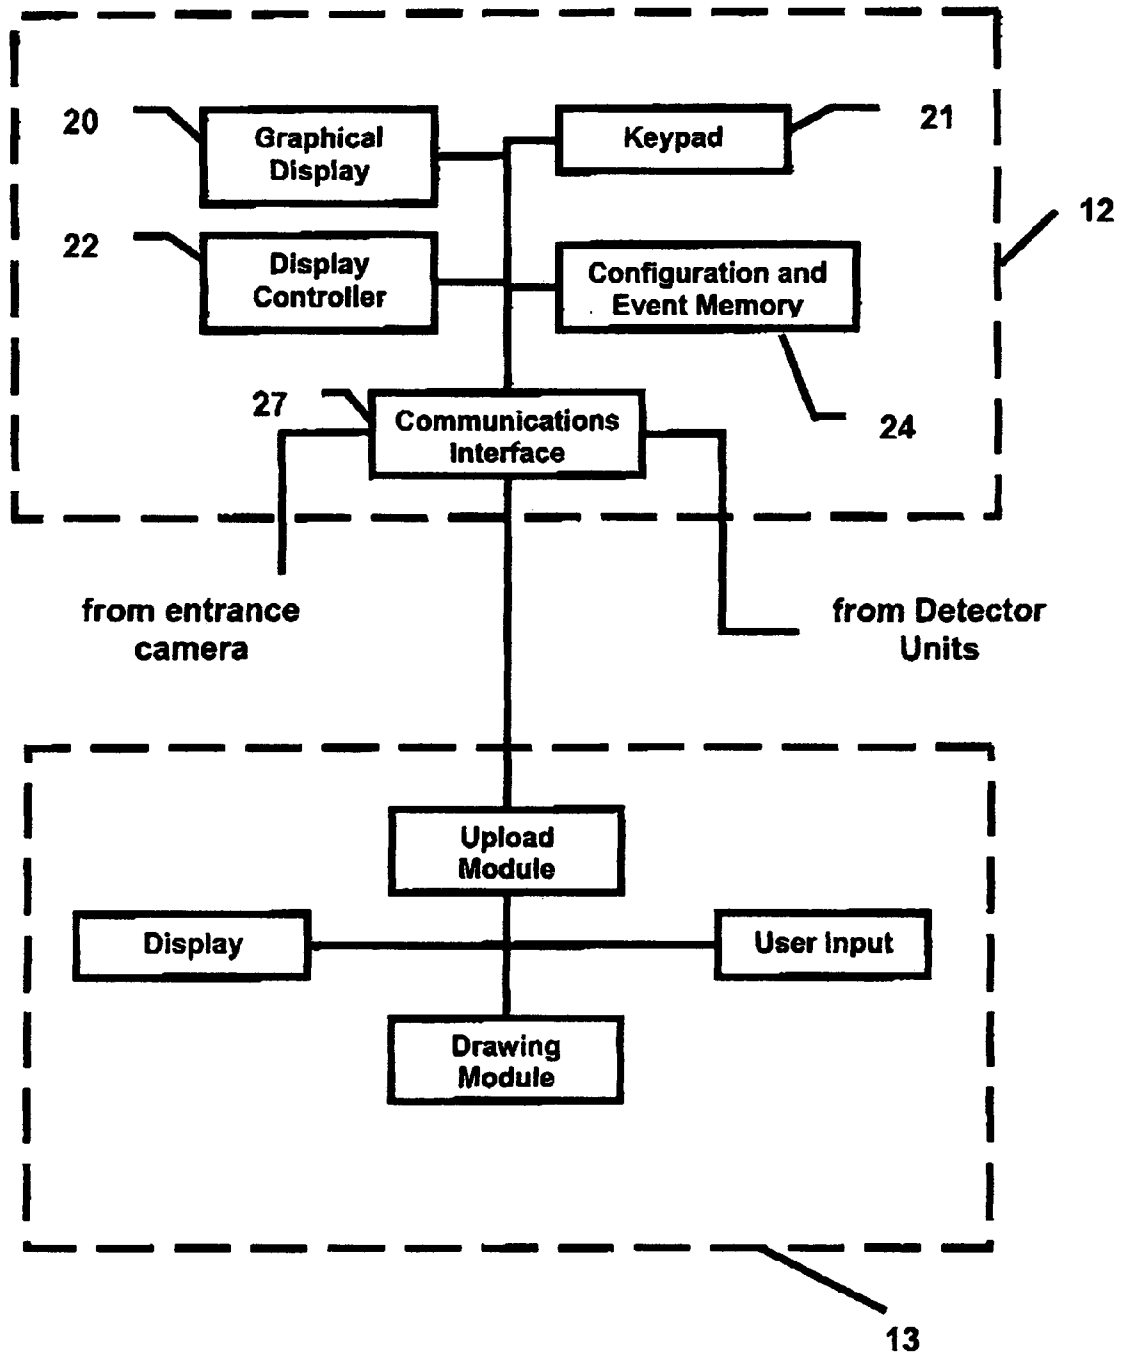 20
Graphical
Display
Keypad
21
12
22
Display
Controller
Configuration and
Event Memory
27
Communications
Interface
24
from entrance
camera
from Detector
Units
Upload
Module
Display
User Input
Drawing
Module
13